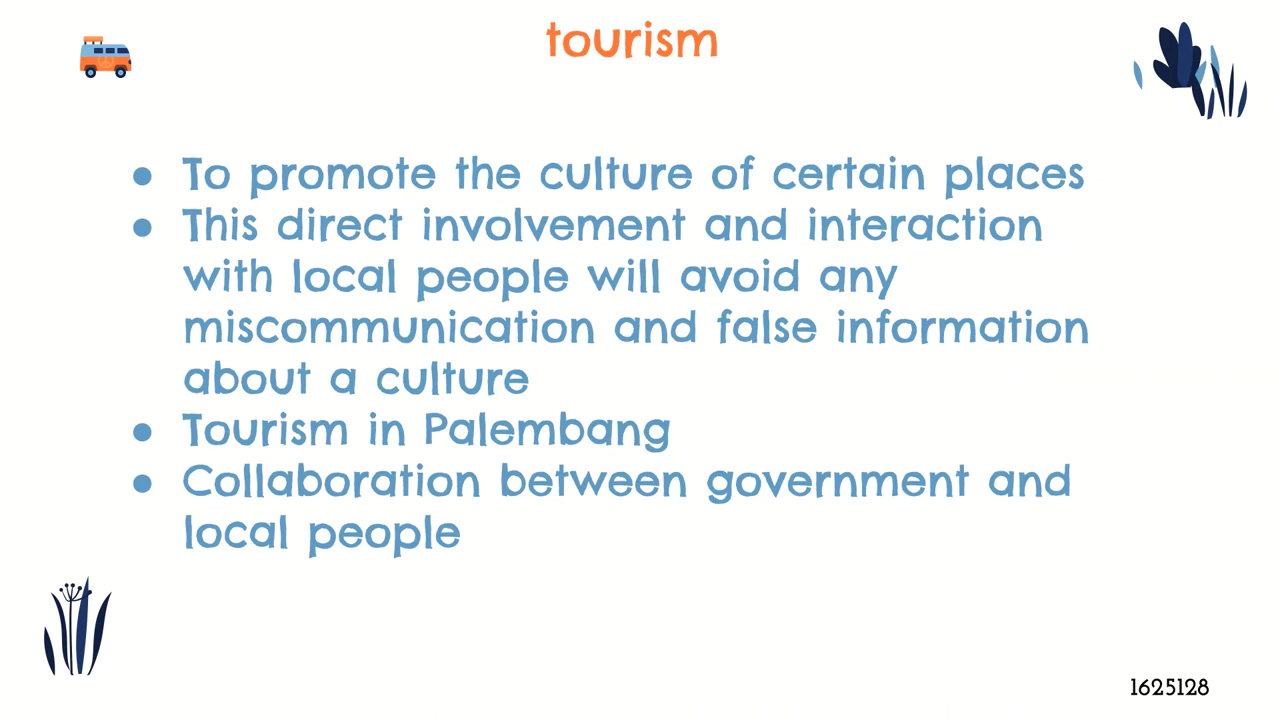 tourism
● To promote the culture of certain places
● This direct involvement and interaction
with local people will avoid any
miscommunication and false information
about a culture
● Tourism in Palembang
● Collaboration between government and
local people
1625128